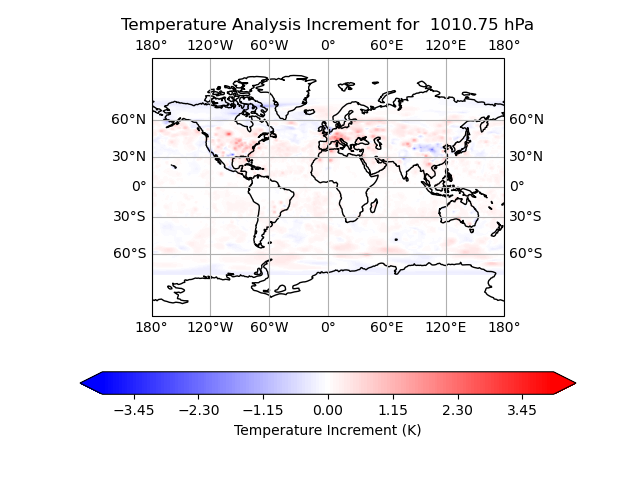 Temperature Analysis Increment for  1010.75 hPa
180° 120°W 60°W 0° 60°E 120°E 180°
60°N 60°N
30°N 30°N
0° 0°
30°S 30°S
60°S 60°S
180° 120°W 60°W 0° 60°E 120°E 180°
−3.45 −2.30 −1.15 0.00 1.15 2.30 3.45
Temperature Increment (K)